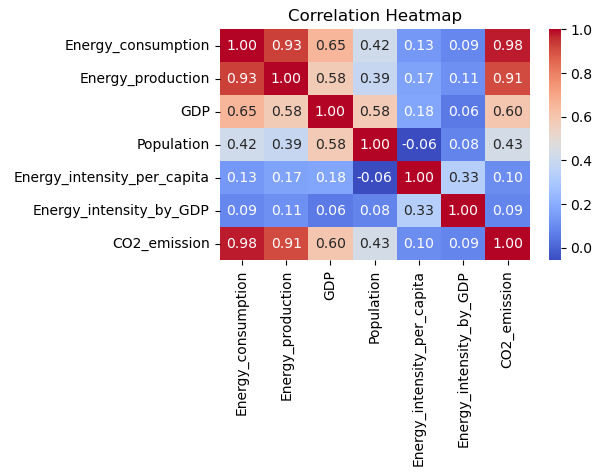 Correlation Heatmap
Energy_consumption 1.00 0.93 0.65 0.42 0.13 0.09 0.98
Energy_production 0.93 1.00 0.58 0.39 0.17 0.11 0.91
GDP 0.65 0.58 1.00 0.58 0.18 0.06 0.60
Population 0.42 0.39 0.58 1.00 -0.06 0.08 0.43
Energy_intensity_per_capita 0.13 0.17 0.18 -0.06 1.00 0.33 0.10
Energy_intensity_by_GDP 0.09 0.11 0.06 0.08 0.33 1.00 0.09
CO2_emission 0.98 0.91 0.60 0.43 0.10 0.09 1.00
Energy_consumption
Energy_production
GDP
Population
Energy_intensity_per_capita
Energy_intensity_by_GDP
CO2_emission
1.0
0.8
0.6
0.4
0.2
0.0